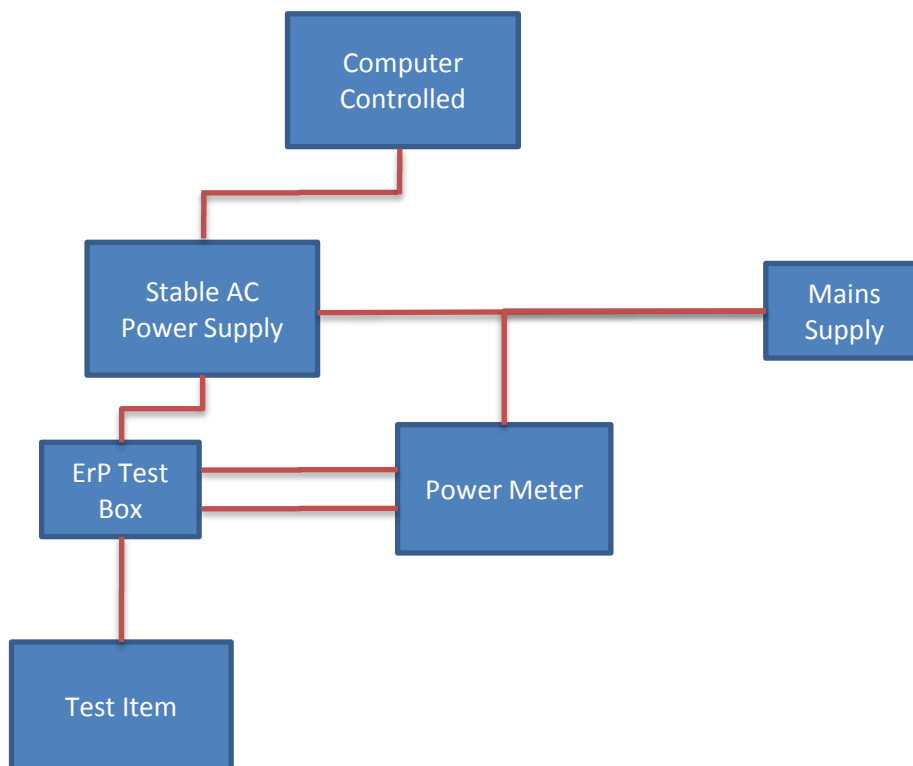 Computer
Controlled
Stable AC
Power Supply
Mains
Supply
ErP Test
Box
Power Meter
Test Item